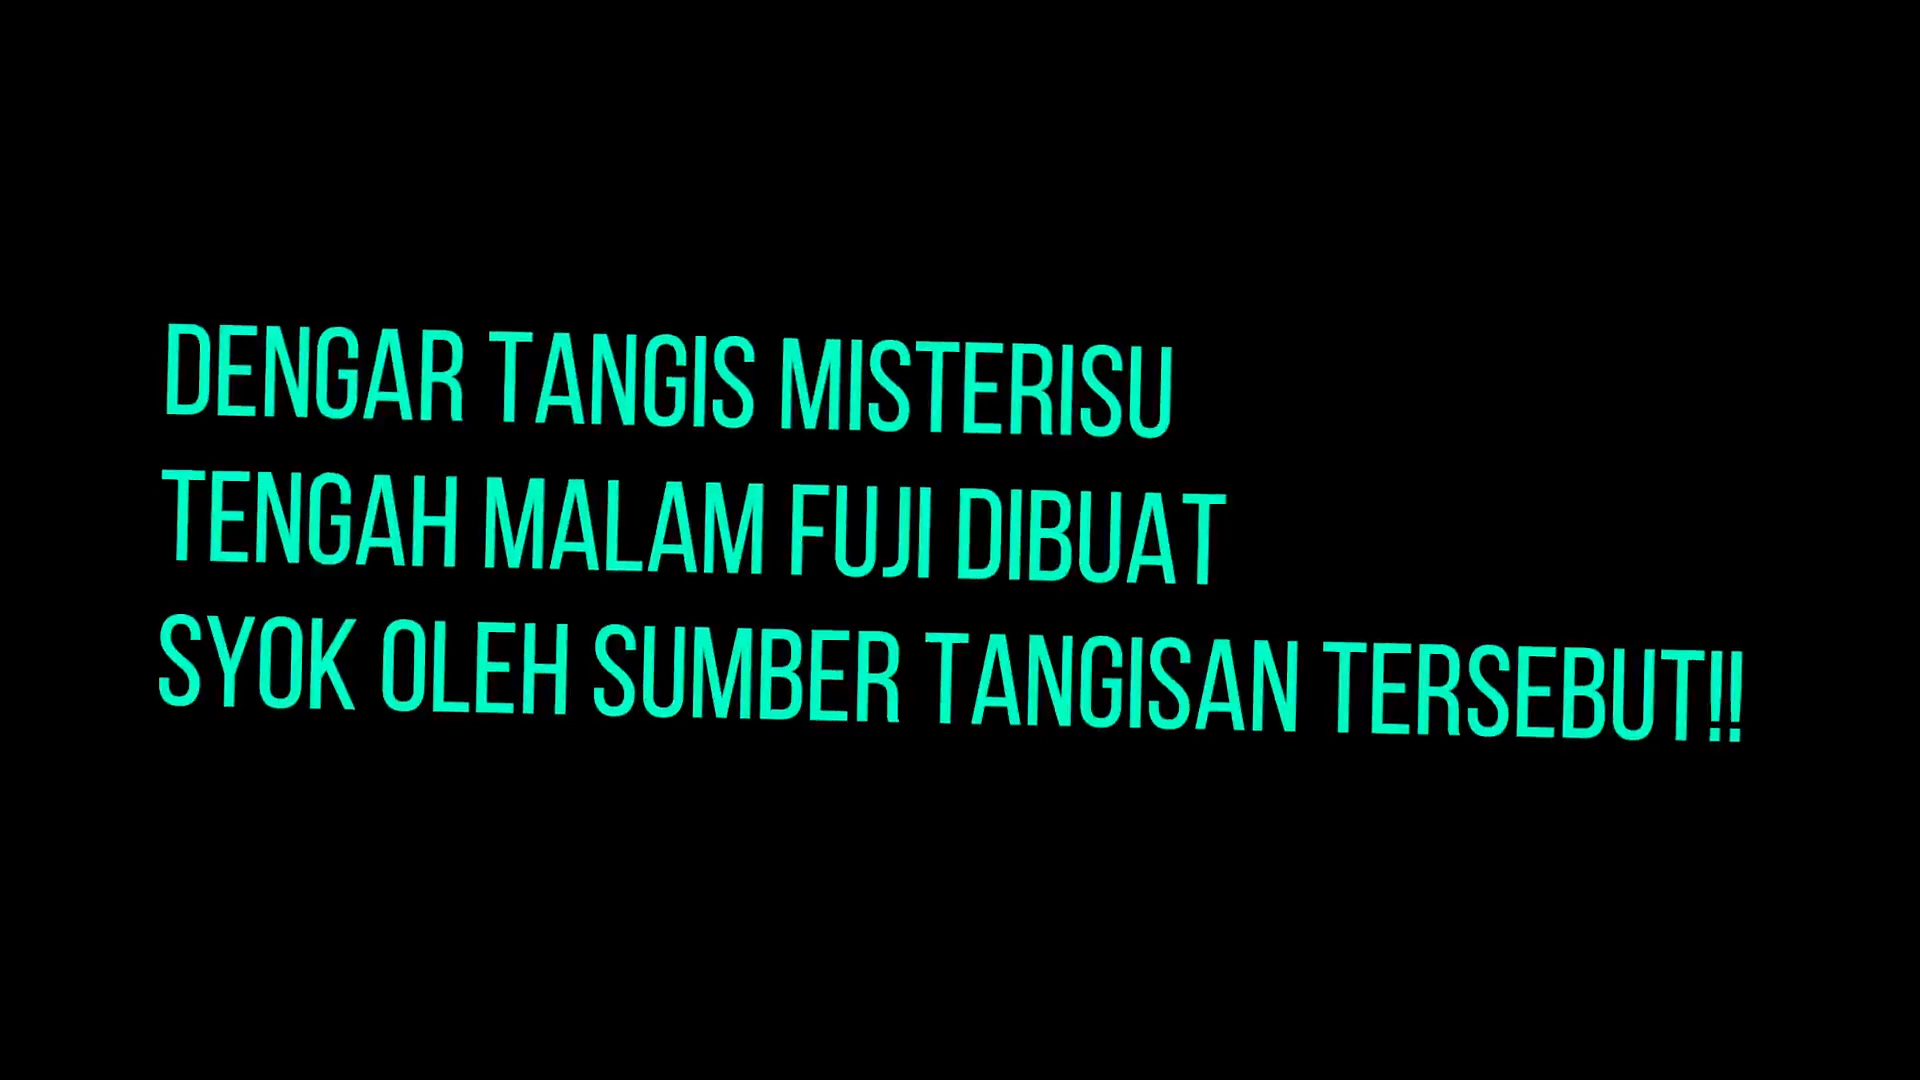 DENGAR TANGIS MISTERISU
TENGAH MALAM FUJI DIBUAT
SYOK OLEH SUMBER TANGISAN TERSEBUT!!